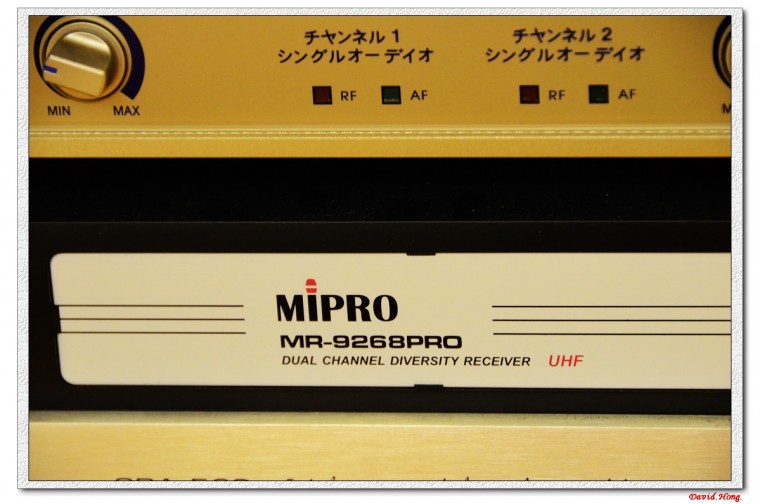 チャンネル 1
シングルオーディオ
RF AF
チャンネル 2
シングルオーディオ
RF AF
MIN MAX
MiPRO
MR-9268PRO
DUAL CHANNEL DIVERSITY RECEIVER UHF
David.Hong.